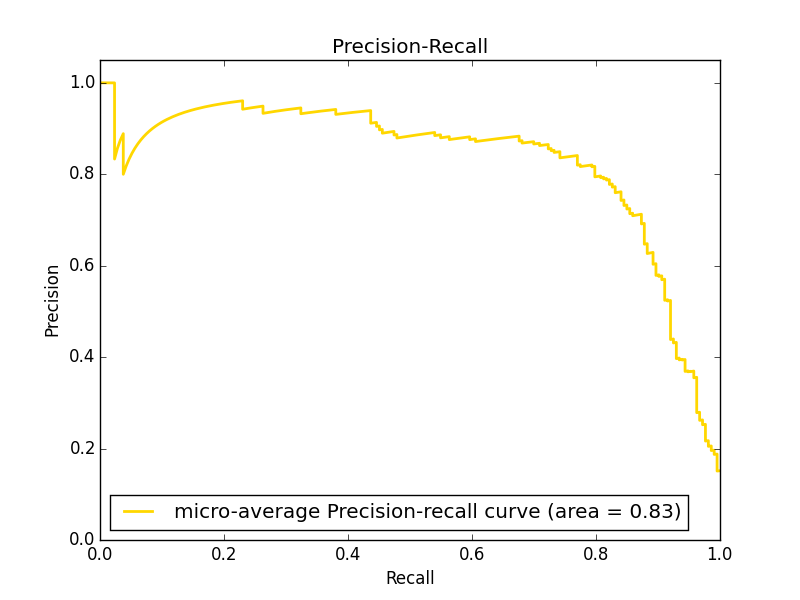 Precision-Recall
1.0
0.8
0.6
0.4
0.2
0.0
Precision
micro-average Precision-recall curve (area = 0.83)
0.0 0.2 0.4 0.6 0.8 1.0
Recall